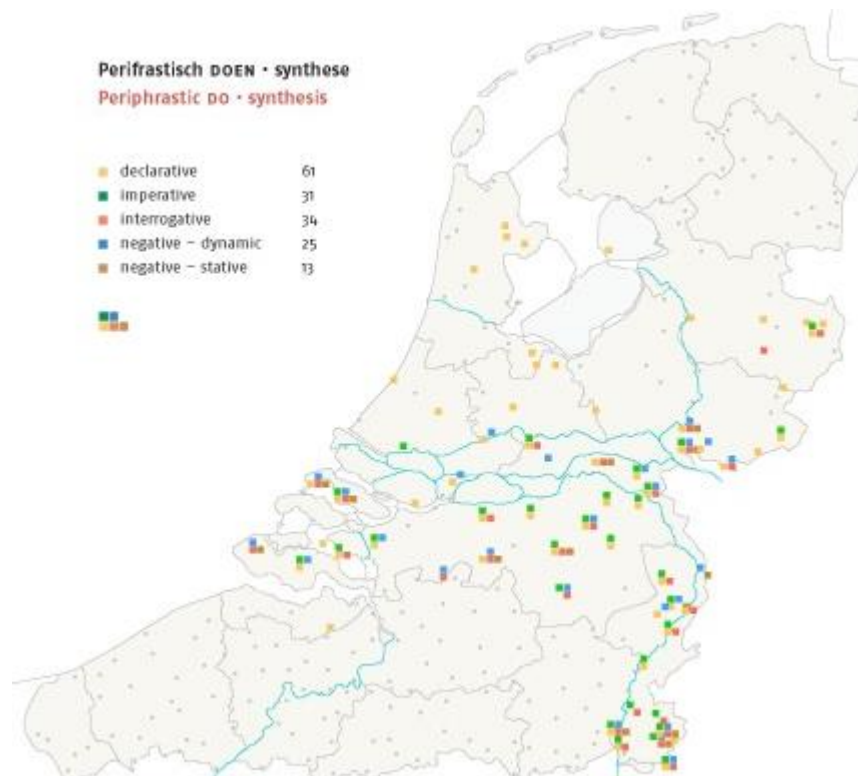 Perifrastisch DOEN · synthese
Periphrastic DO · synthesis
declarative 61
imperative 31
interrogative 34
negative – dynamic 25
negative – stative 13